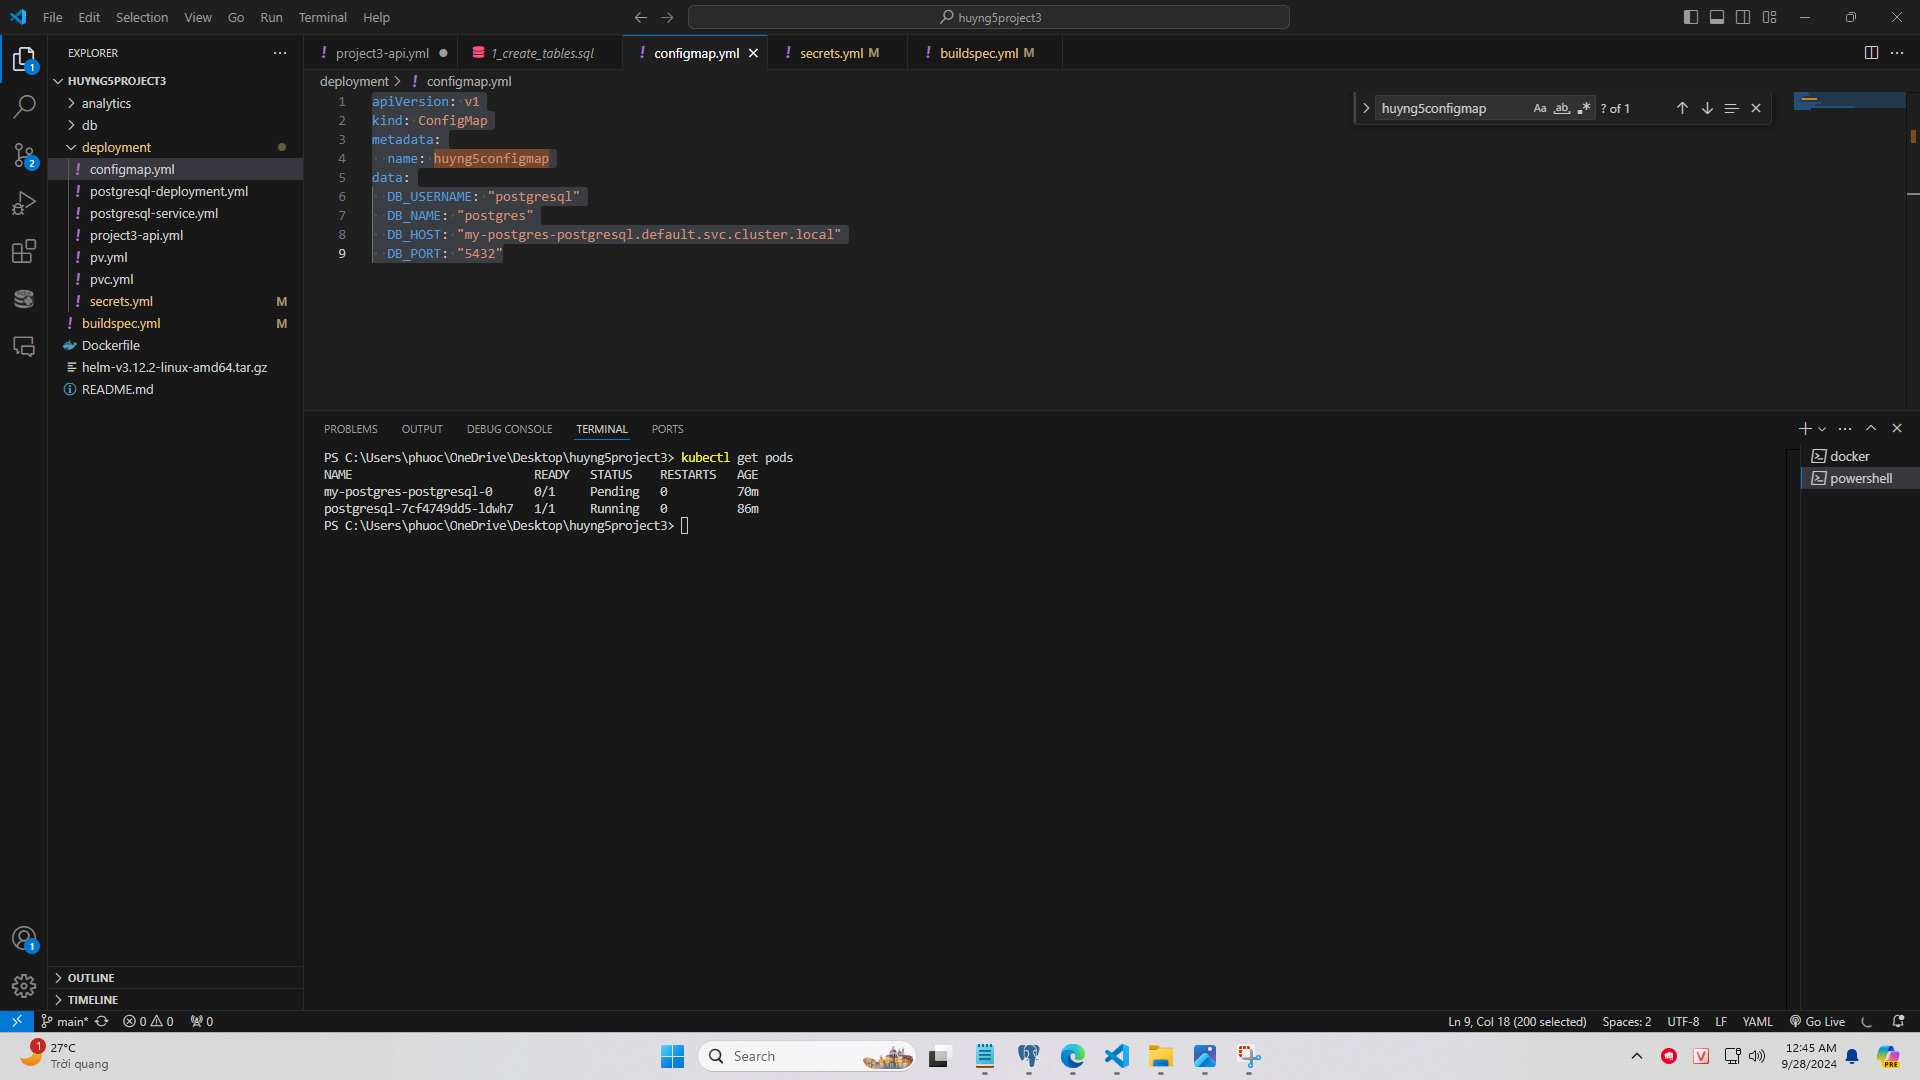 File Edit Selection View Go Run Terminal Help
huyng5project3
EXPLORER
HUYNG5PROJECT3
analytics
db
deployment
configmap.yml
postgresql-deployment.yml
postgresql-service.yml
project3-api.yml
pv.yml
pvc.yml
secrets.yml M
buildspec.yml M
Dockerfile
helm-v3.12.2-linux-amd64.tar.gz
README.md
OUTLINE
TIMELINE
1
2
1
project3-api.yml
1_create_tables.sql
configmap.yml
secrets.yml M
buildspec.yml M
deployment > configmap.yml
huyng5configmap Aa ab ? of 1
1 apiVersion: v1
2 kind: ConfigMap
3 metadata:
4 name: huyng5configmap
5 data:
6 DB_USERNAME: "postgresql"
7 DB_NAME: "postgres"
8 DB_HOST: "my-postgres-postgresql.default.svc.cluster.local"
9 DB_PORT: "5432"
PROBLEMS OUTPUT DEBUG CONSOLE TERMINAL PORTS
PS C:\Users\phuoc\OneDrive\Desktop\huyng5project3> kubectl get pods
NAME READY STATUS RESTARTS AGE
my-postgres-postgresql-0 0/1 Pending 0 70m
postgresql-7cf4749dd5-ldwh7 1/1 Running 0 86m
PS C:\Users\phuoc\OneDrive\Desktop\huyng5project3>
docker
powershell
main* 0 0 0
Ln 9, Col 18 (200 selected) Spaces: 2 UTF-8 LF YAML Go Live
1
27°C
Trời quang
Search
V
12:45 AM
9/28/2024
PRE